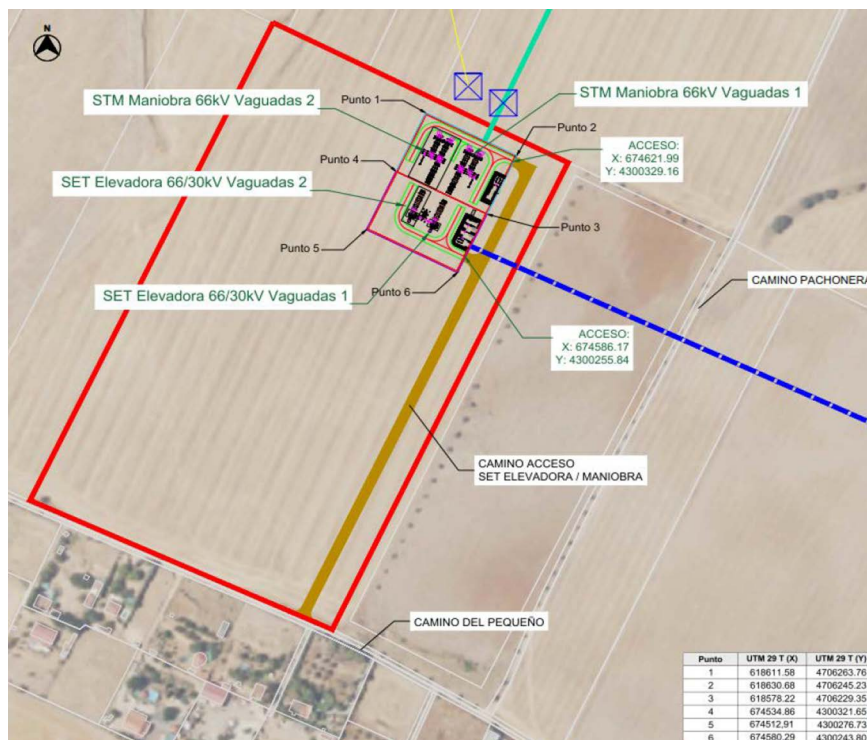 N
STM Maniobra 66kV Vaguadas 2
Punto 1
STM Maniobra 66kV Vaguadas 1
Punto 2
ACCESO:
X: 674621.99
Y: 4300329.16
Punto 4
SET Elevadora 66/30kV Vaguadas 2
Punto 3
Punto 5
CAMINO PACHONERA
SET Elevadora 66/30kV Vaguadas 1
Punto 6
ACCESO:
X: 674586.17
Y: 4300255.84
CAMINO ACCESO
SET ELEVADORA / MANIOBRA
CAMINO DEL PEQUEÑO
Punto UTM 29 T (X) UTM 29 T (Y)
1 618611.58 4706263.76
2 618630.68 4706245.23
3 618578.22 4706229.35
4 674534.86 4300321.65
5 674512,91 4300276.73
6 674580.29 4300243.80